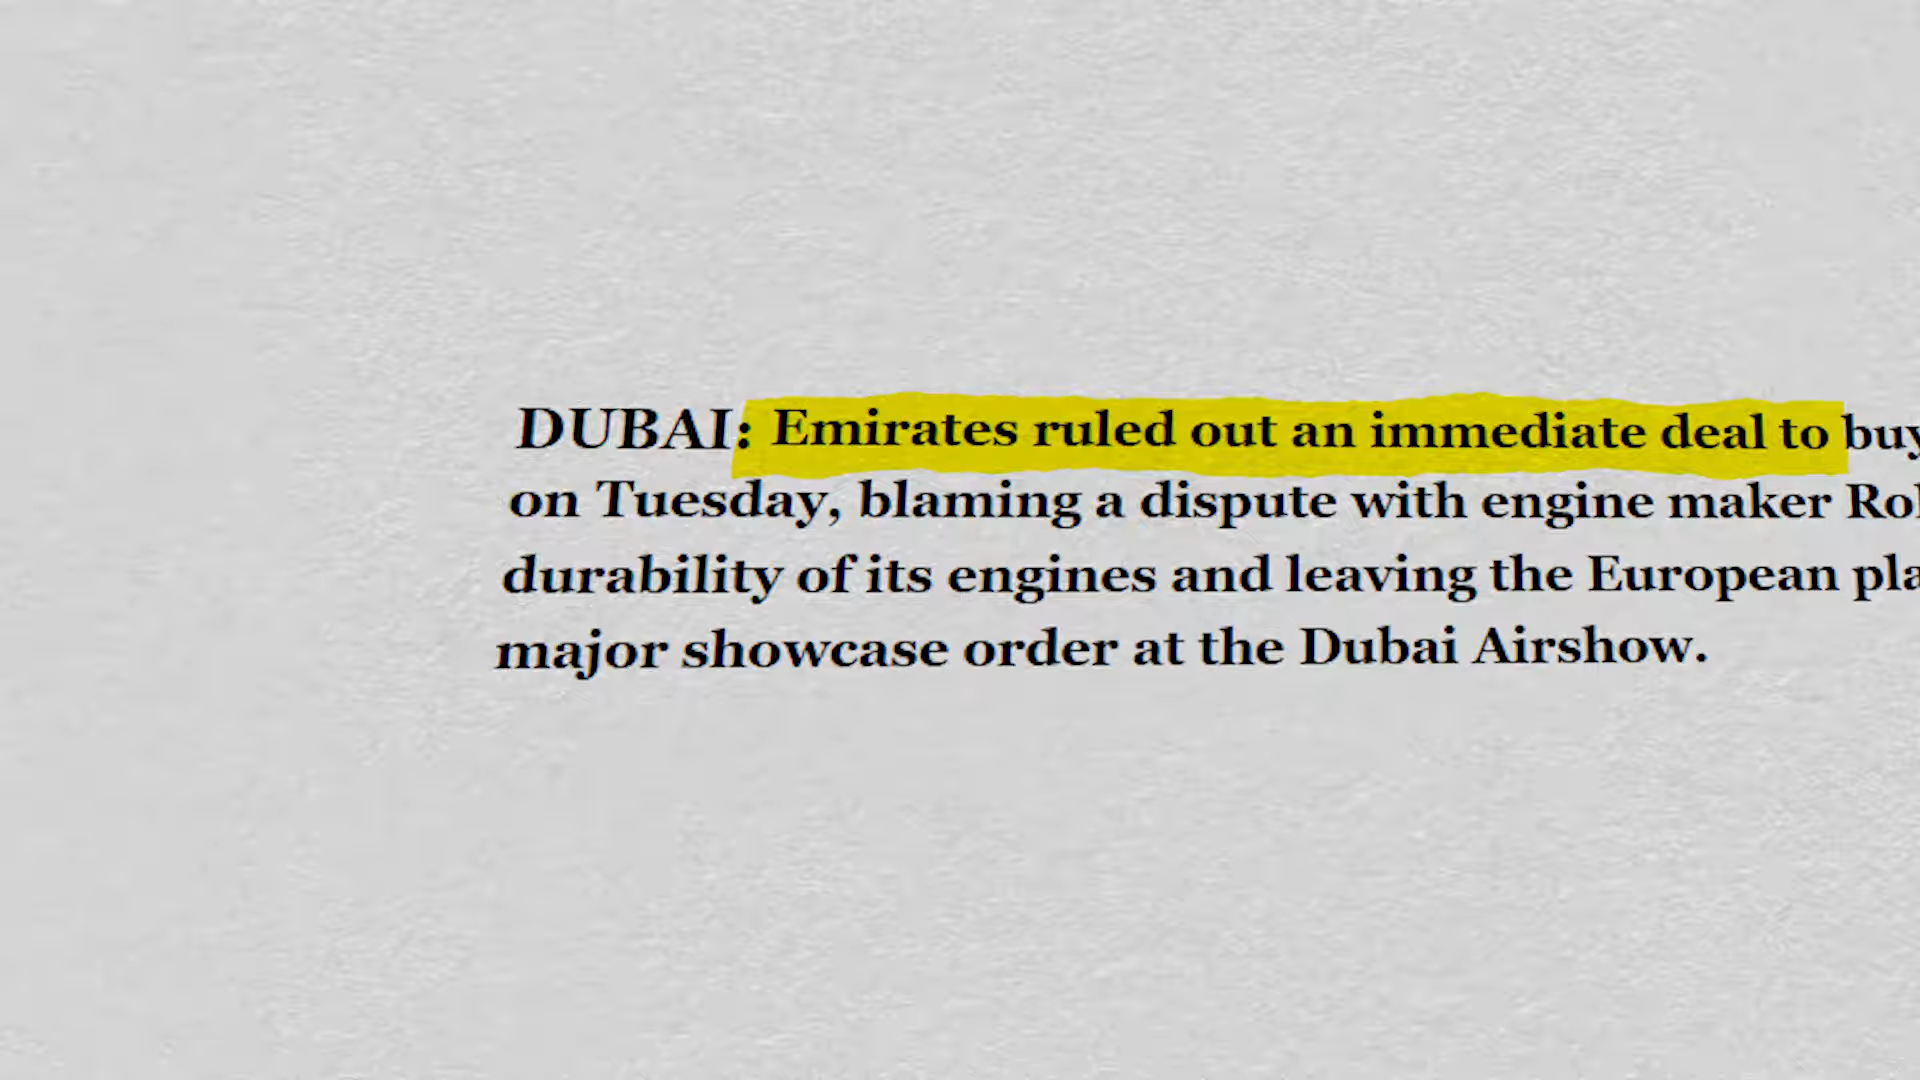 DUBAI: Emirates ruled out an immediate deal to buy
on Tuesday, blaming a dispute with engine maker
durability of its engines and leaving the European
major showcase order at the Dubai Airshow.